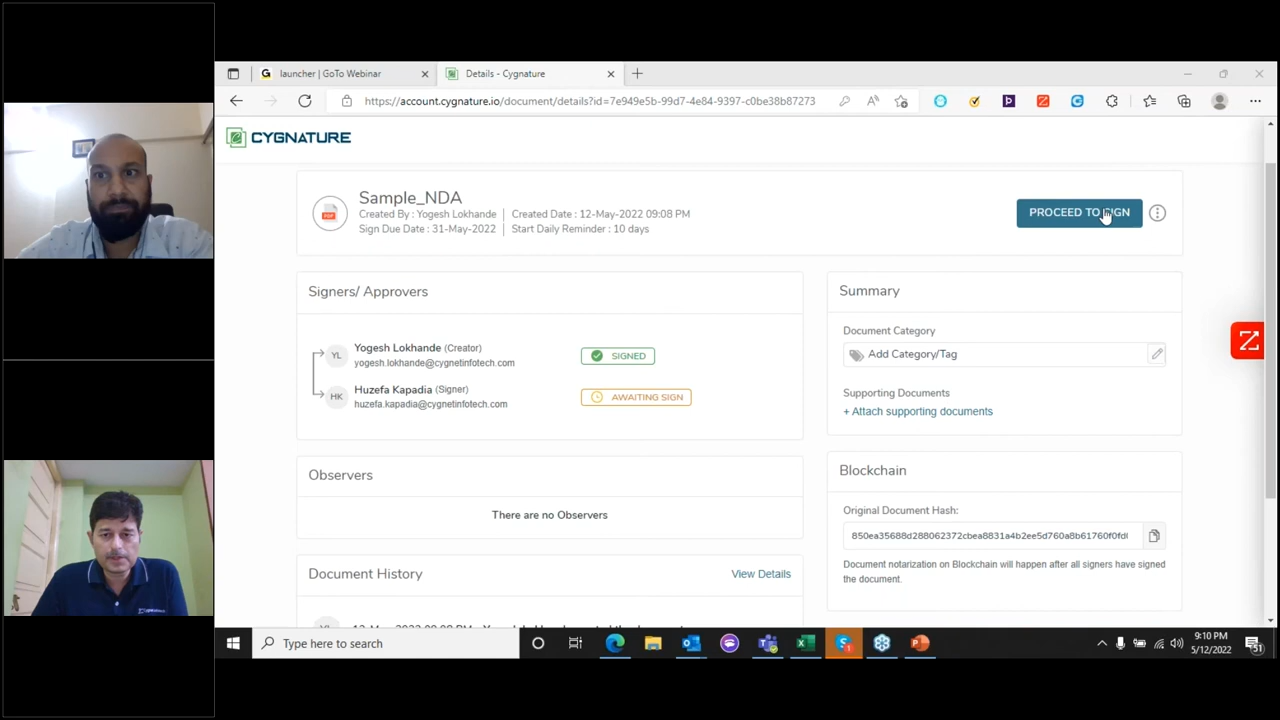 launcher | GoTo Webinar
Details - Cygnature
https://account.cygnature.io/document/details?id=7e949e5b-99d7-4e84-9397-c0be38b87273
CYGNATURE
Sample_NDA
Created By : Yogesh Lokhande
Created Date : 12-May-2022 09:08 PM
Sign Due Date : 31-May-2022
Start Daily Reminder : 10 days
PROCEED TO SIGN
Signers/ Approvers
YL
Yogesh Lokhande (Creator)
yogesh.lokhande@cygnetinfotech.com
SIGNED
HK
Huzefa Kapadia (Signer)
huzefa.kapadia@cygnetinfotech.com
AWAITING SIGN
Summary
Document Category
Add Category/Tag
Supporting Documents
+ Attach supporting documents
Observers
There are no Observers
Blockchain
Original Document Hash:
850ea35688d288062372cbea8831a4b2ee5d760a8b61760f0fd
Document notarization on Blockchain will happen after all signers have signed
the document.
Document History
View Details
Type here to search
9:10 PM
5/12/2022
51